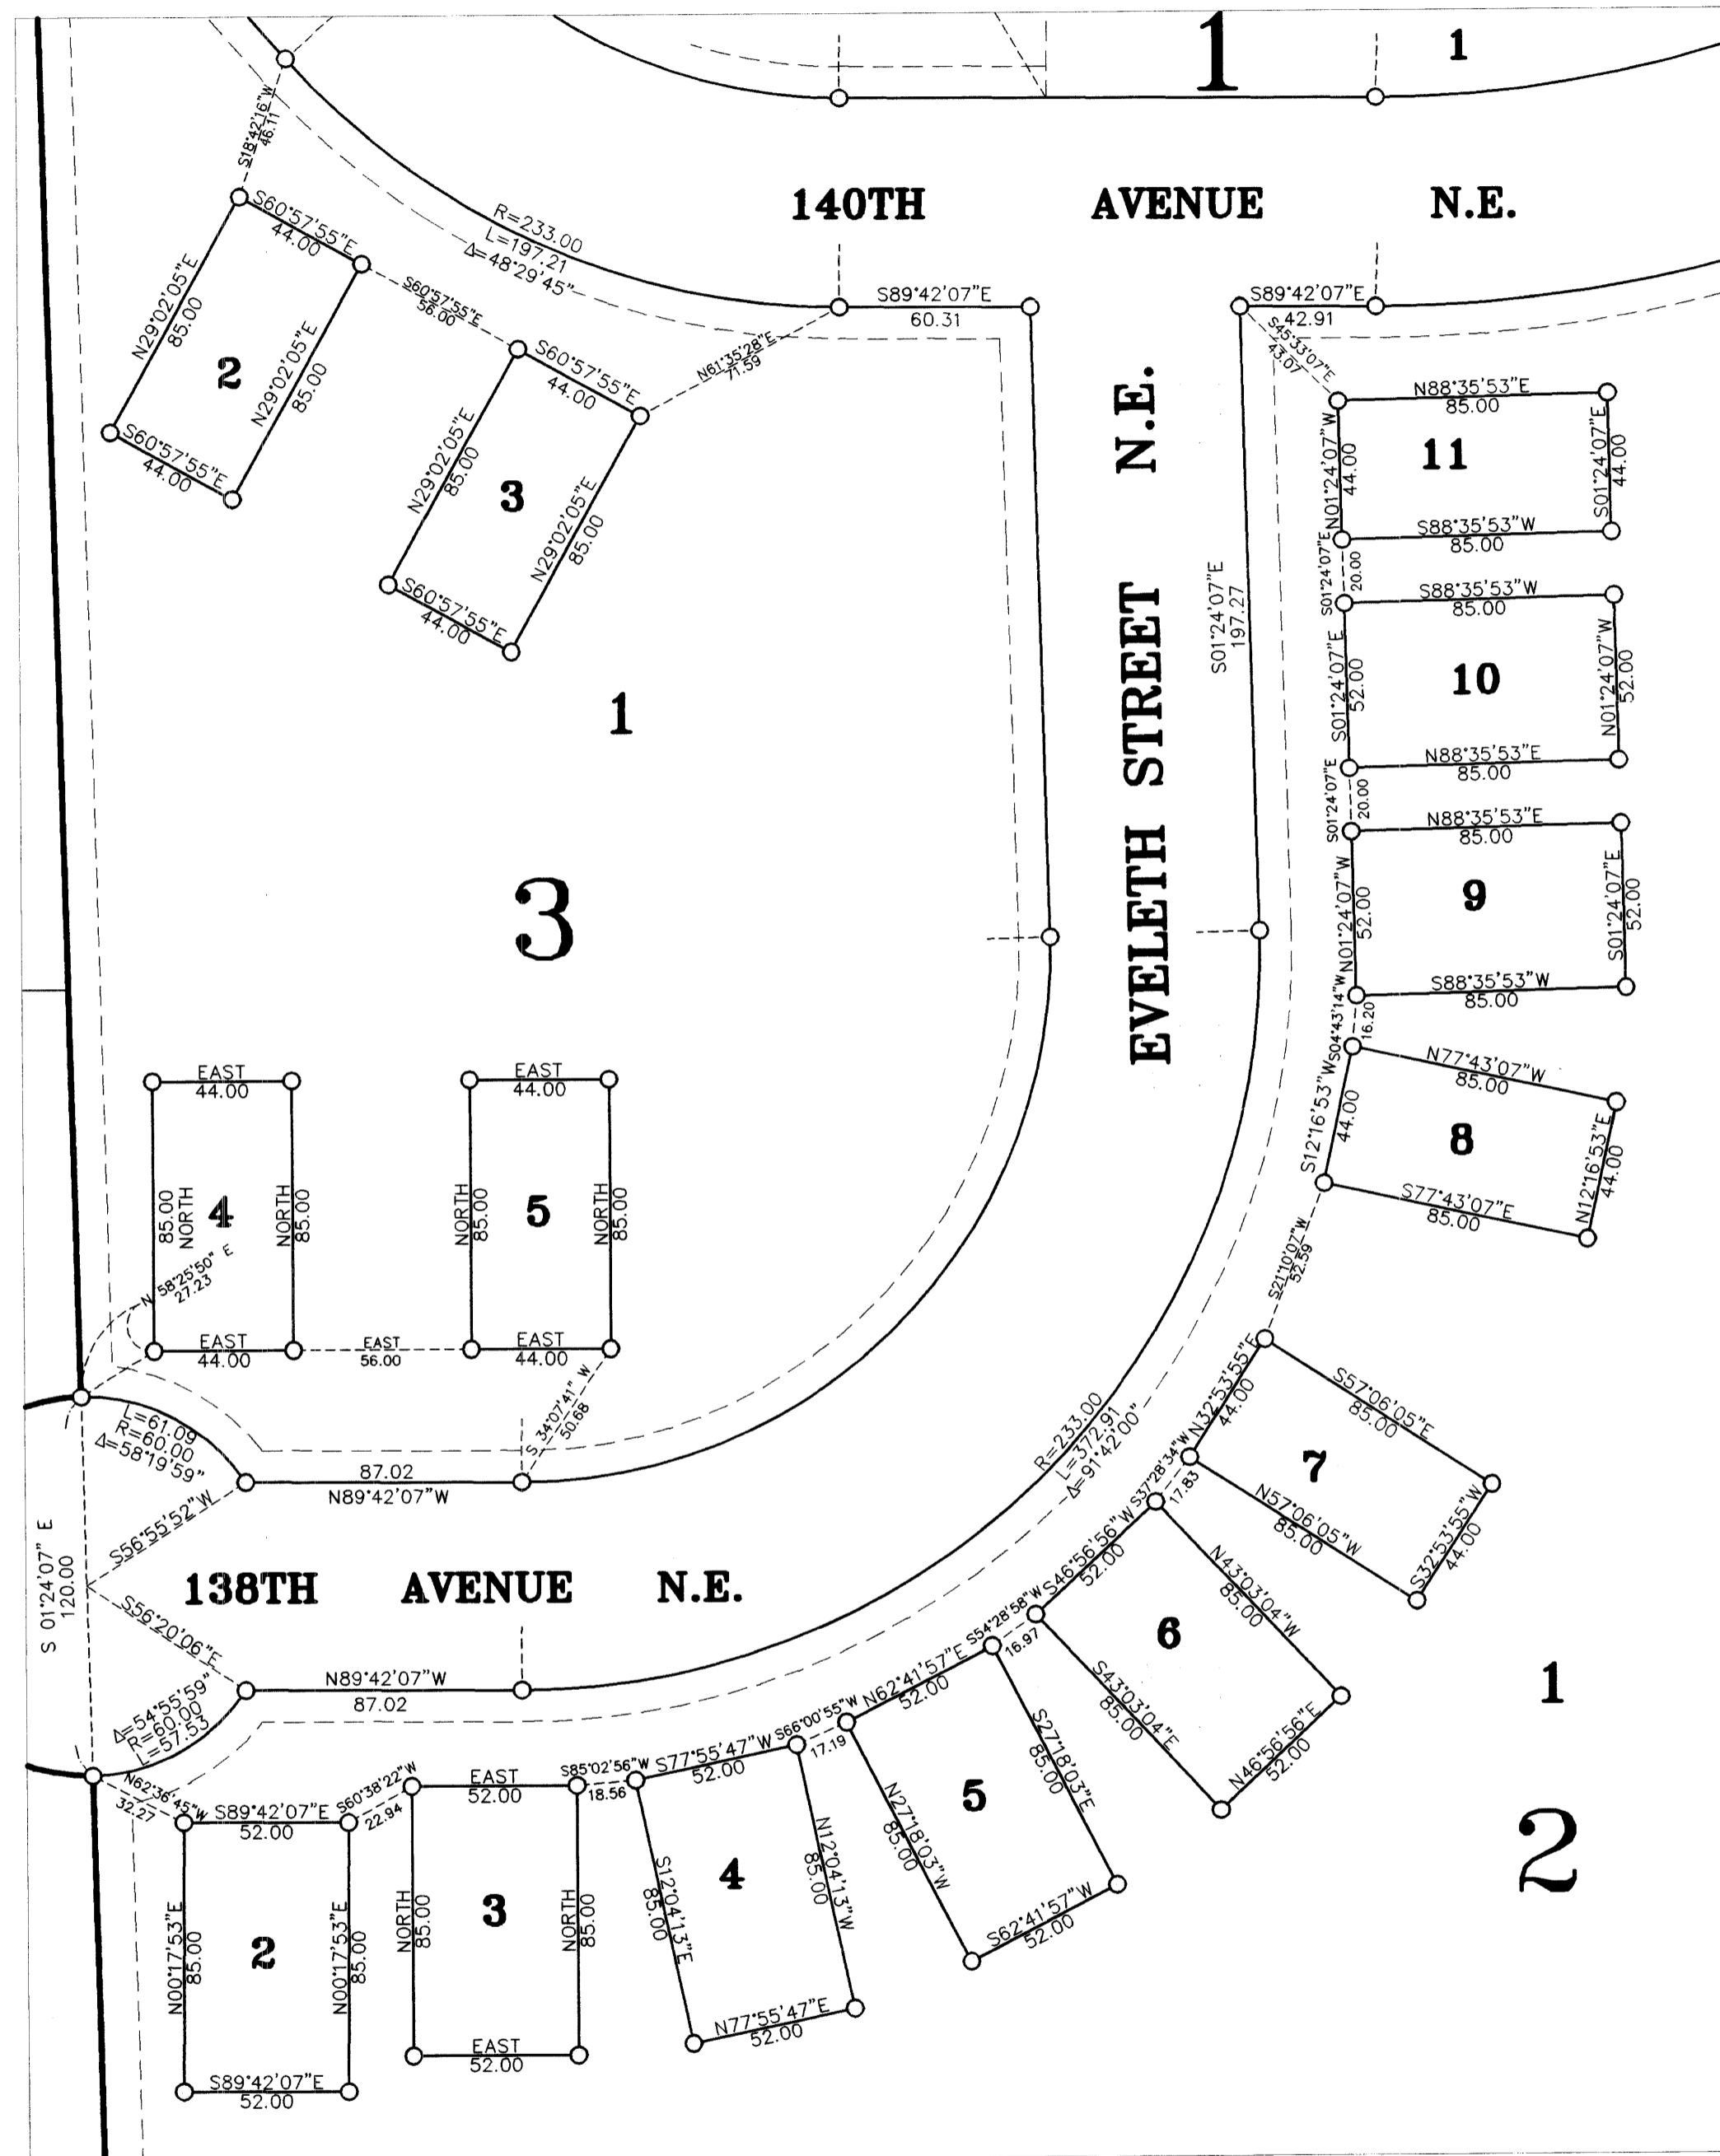 1
1
S18°42'16"W
46.11
140TH AVENUE N.E.
R=233.00
L=197.21
Δ=48°29'45"
S60°57'55"E
44.00
N29°02'05"E
85.00
2
N29°02'05"E
85.00
S60°57'55"E
44.00
S60°57'55"E
56.00
S60°57'55"E
44.00
N29°02'05"E
85.00
3
N29°02'05"E
85.00
S60°57'55"E
44.00
N61°35'28"E
71.59
S89°42'07"E
60.31
S89°42'07"E
42.91
S45°33'07"E
43.07
EVELETH STREET N.E.
S01°24'07"E
197.27
N88°35'53"E
85.00
N01°24'07"W
44.00
11
S01°24'07"E
44.00
S88°35'53"W
85.00
S01°24'07"E
20.00
S88°35'53"W
85.00
S01°24'07"E
52.00
10
N01°24'07"W
52.00
N88°35'53"E
85.00
S01°24'07"E
20.00
N88°35'53"E
85.00
N01°24'07"W
52.00
9
S01°24'07"E
52.00
S88°35'53"W
85.00
S04°43'14"W
16.20
N77°43'07"W
85.00
S12°16'53"W
44.00
8
N12°16'53"E
44.00
S77°43'07"E
85.00
S21°10'07"W
52.59
1
3
EAST
44.00
85.00
NORTH
4
NORTH
85.00
EAST
44.00
N 58°25'50" E
27.23
EAST
56.00
EAST
44.00
NORTH
85.00
5
NORTH
85.00
EAST
44.00
S 34°07'41" W
50.68
L=61.09
R=60.00
Δ=58°19'59"
87.02
N89°42'07"W
S56°55'52"W
S 01°24'07" E
120.00
138TH AVENUE N.E.
S56°20'06"E
Δ=54°55'59"
R=60.00
L=57.53
N89°42'07"W
87.02
R=233.00
L=372.91
Δ=91°42'00"
N32°53'55"E
44.00
S57°06'05"E
85.00
7
N57°06'05"W
85.00
S32°53'55"W
44.00
S37°28'34"W
17.83
S46°56'56"W
52.00
N43°03'04"W
85.00
6
S43°03'04"E
85.00
N46°56'56"E
52.00
S54°28'58"W
16.97
N62°41'57"E
52.00
S27°18'03"E
85.00
5
N27°18'03"W
85.00
S62°41'57"W
52.00
S66°00'55"W
17.19
S77°55'47"W
52.00
N12°04'13"W
85.00
4
S12°04'13"E
85.00
N77°55'47"E
52.00
S85°02'56"W
18.56
EAST
52.00
NORTH
85.00
3
NORTH
85.00
EAST
52.00
S60°38'22"W
22.94
N62°36'45"W
32.27
S89°42'07"E
52.00
N00°17'53"E
85.00
2
N00°17'53"E
85.00
S89°42'07"E
52.00
1
2